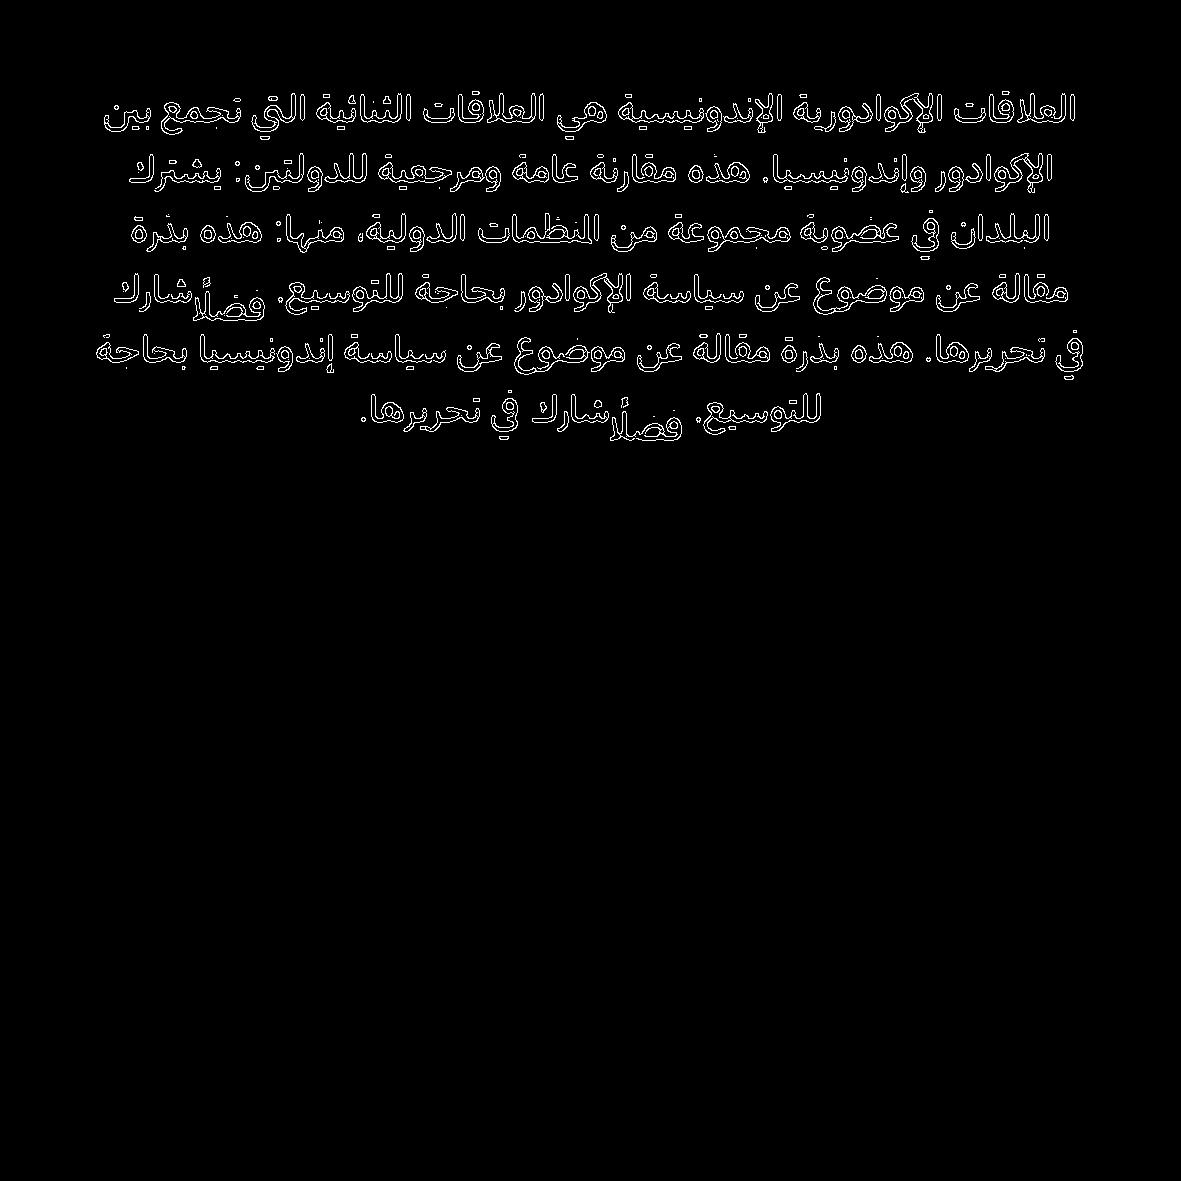 العلاقات الإكوادورية الإندونيسية هي العلاقات الثنائية التي تجمع بين
الإكوادور وإندونيسيا. هذه مقارنة عامة ومرجعية للدولتين: يشترك
البلدان في عضوية مجموعة من المنظمات الدولية، منها: هذه بذرة
مقالة عن موضوع عن سياسة الإكوادور بحاجة للتوسيع. فضلًا شارك
في تحريرها. هذه بذرة مقالة عن موضوع عن سياسة إندونيسيا بحاجة
للتوسيع. فضلًا شارك في تحريرها.